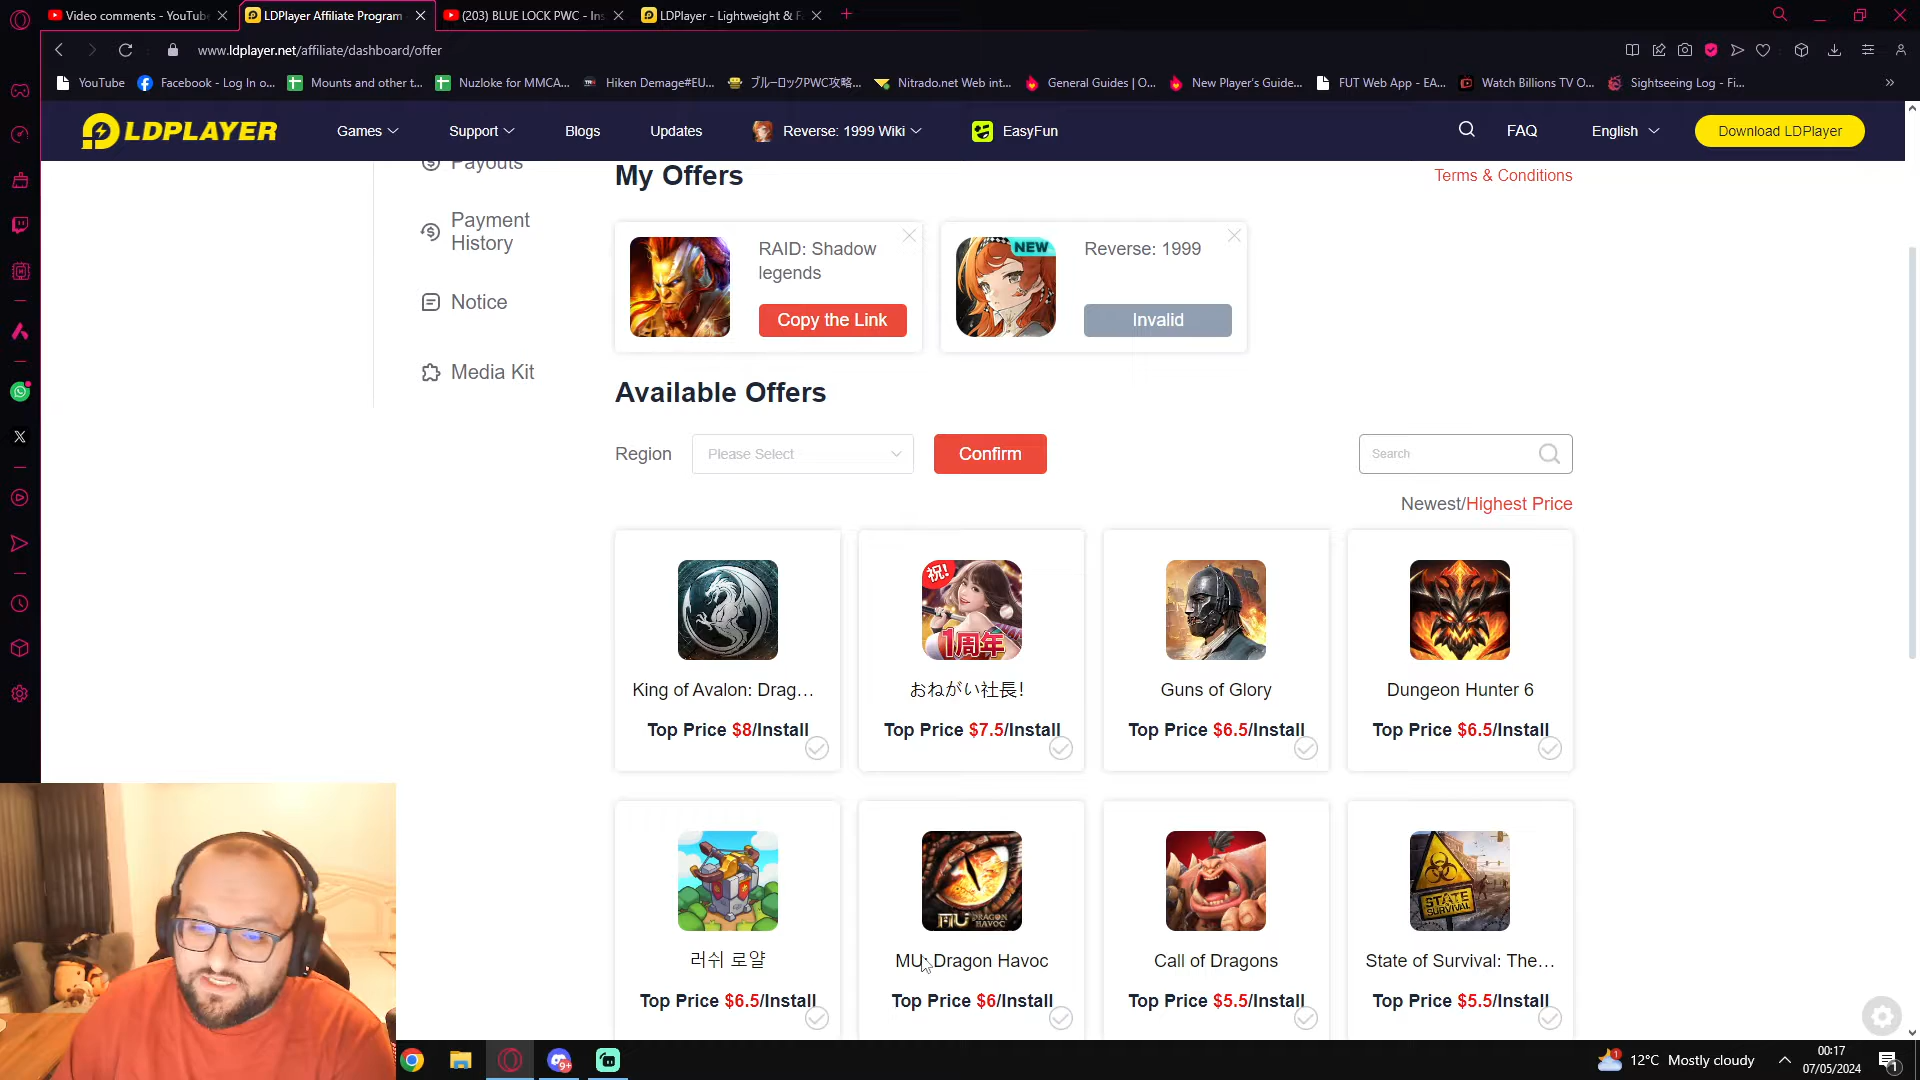 Video comments - YouTube
LDPlayer Affiliate Program
(203) BLUE LOCK PWC - Ins
LDPlayer - Lightweight & F
www.ldplayer.net/affiliate/dashboard/offer
YouTube
Facebook - Log In o...
Mounts and other t...
Nuzloke for MMCA...
Hiken Demage#EU...
ブルーロックPWC攻略...
Nitrado.net Web int...
General Guides | O...
New Player's Guide...
FUT Web App - EA...
Watch Billions TV O...
Sightseeing Log - Fi...
LDPLAYER
Games
Support
Blogs
Updates
Reverse: 1999 Wiki
EasyFun
FAQ
English
Download LDPlayer
Payouts
Payment
History
Notice
Media Kit
My Offers
Terms & Conditions
RAID: Shadow
legends
Copy the Link
NEW
Reverse: 1999
Invalid
Available Offers
Region
Please Select
Confirm
Search
Newest/Highest Price
祝!
1周年
King of Avalon: Drag...
おねがい社長!
Guns of Glory
Dungeon Hunter 6
Top Price $8/Install
Top Price $7.5/Install
Top Price $6.5/Install
Top Price $6.5/Install
MU DRAGON HAVOC
STATE
SURVIVAL
러쉬 로얄
MU: Dragon Havoc
Call of Dragons
State of Survival: The...
Top Price $6.5/Install
Top Price $6/Install
Top Price $5.5/Install
Top Price $5.5/Install
9+
1
12°C Mostly cloudy
00:17
07/05/2024
1